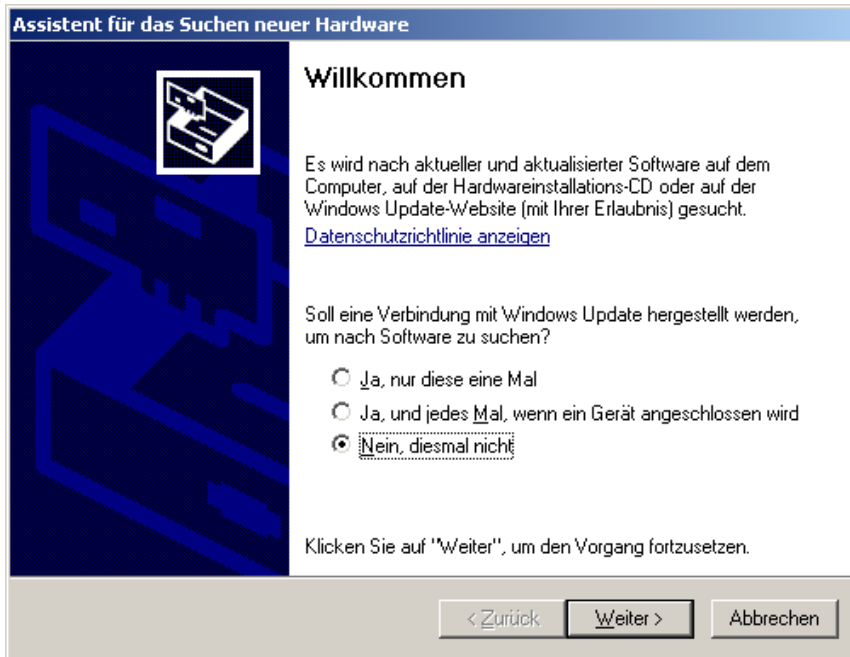 Assistent für das Suchen neuer Hardware
Willkommen
Es wird nach aktueller und aktualisierter Software auf dem
Computer, auf der Hardwareinstallations-CD oder auf der
Windows Update-Website (mit Ihrer Erlaubnis) gesucht.
Datenschutzrichtlinie anzeigen
Soll eine Verbindung mit Windows Update hergestellt werden,
um nach Software zu suchen?
Ja, nur diese eine Mal
Ja, und jedes Mal, wenn ein Gerät angeschlossen wird
Nein, diesmal nicht
Klicken Sie auf "Weiter", um den Vorgang fortzusetzen.
< Zurück Weiter > Abbrechen